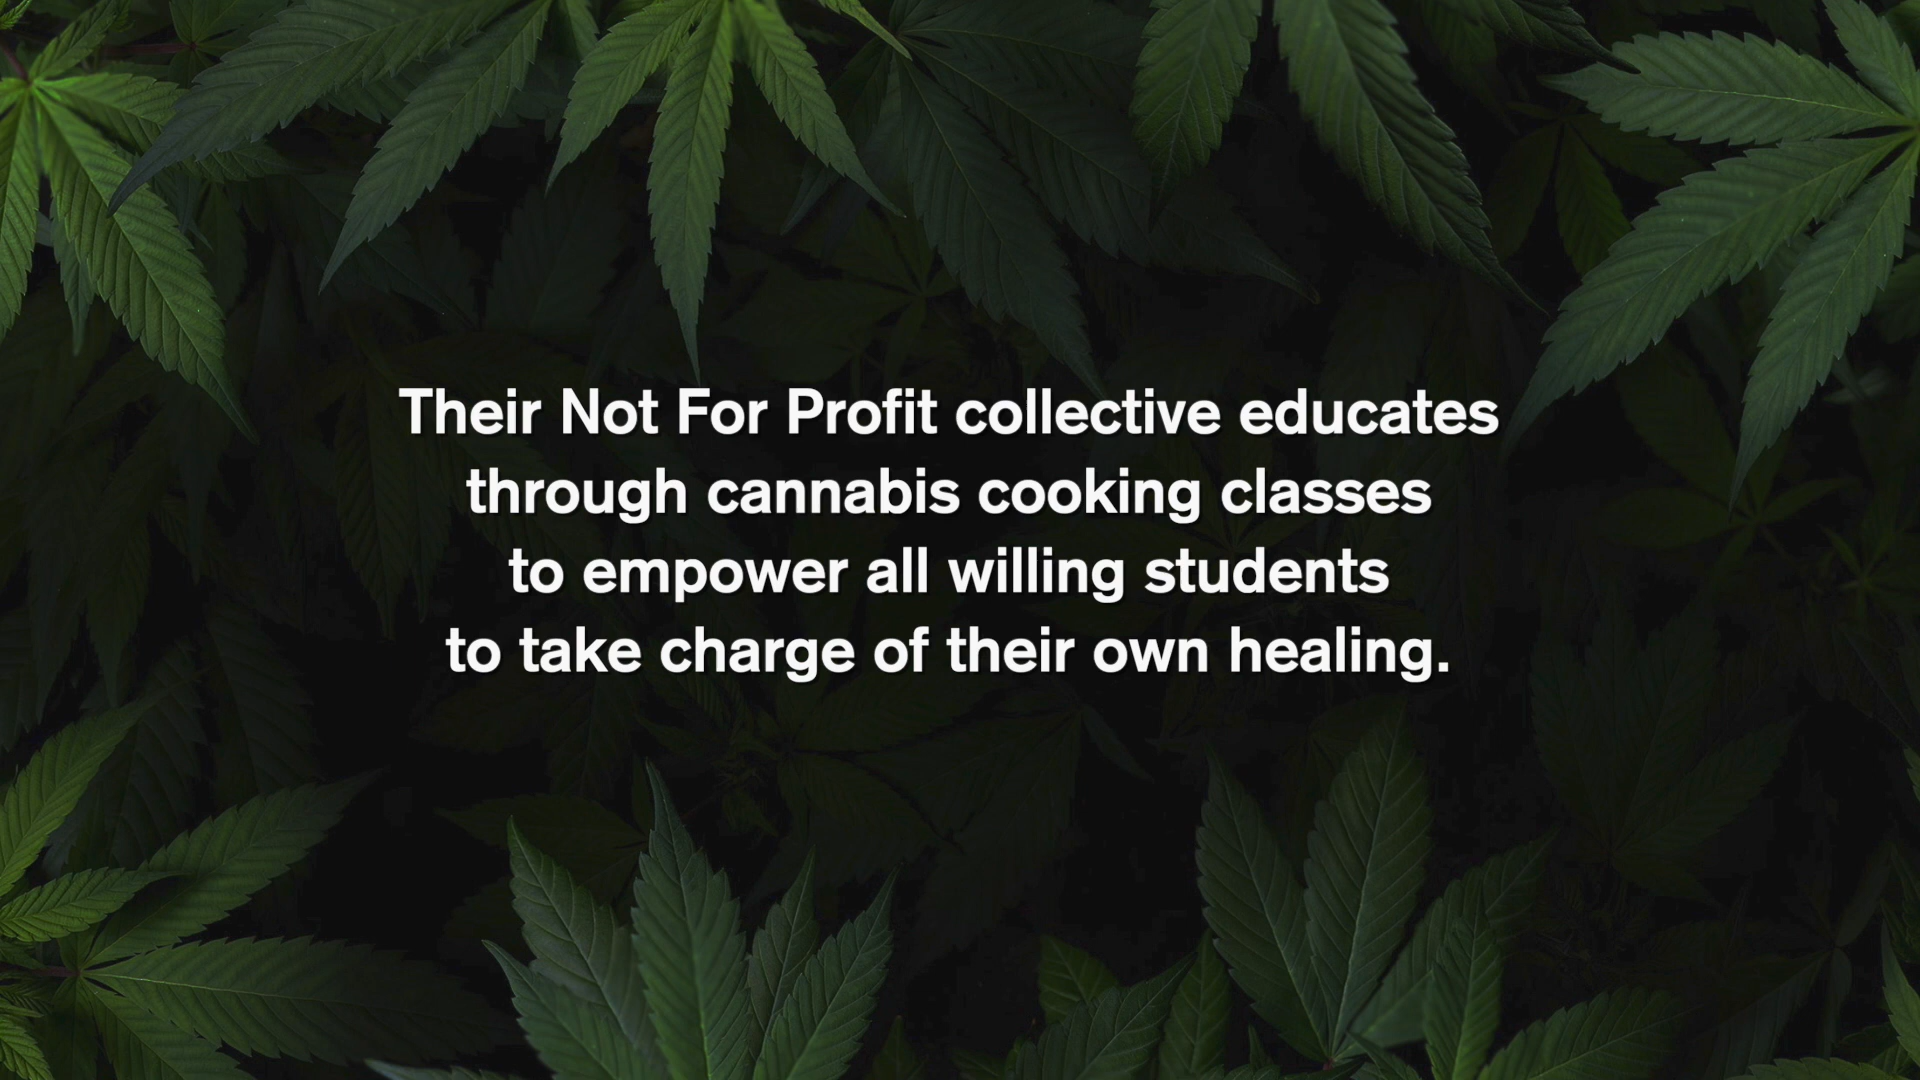 Their Not For Profit collective educates
through cannabis cooking classes
to empower all willing students
to take charge of their own healing.